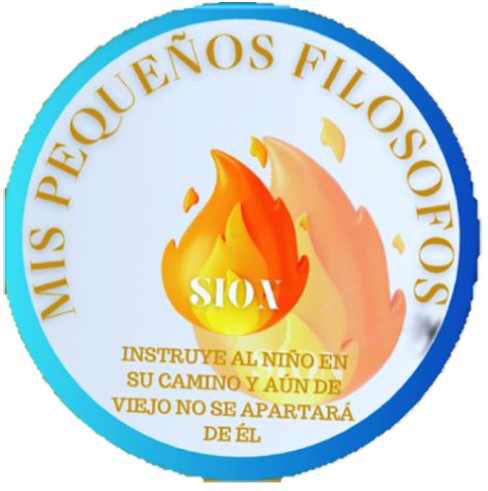 MIS PEQUEÑOS FILOSOFOS
SION
INSTRUYE AL NIÑO EN
SU CAMINO Y AÚN DE
VIEJO NO SE APARTARÁ
DE ÉL